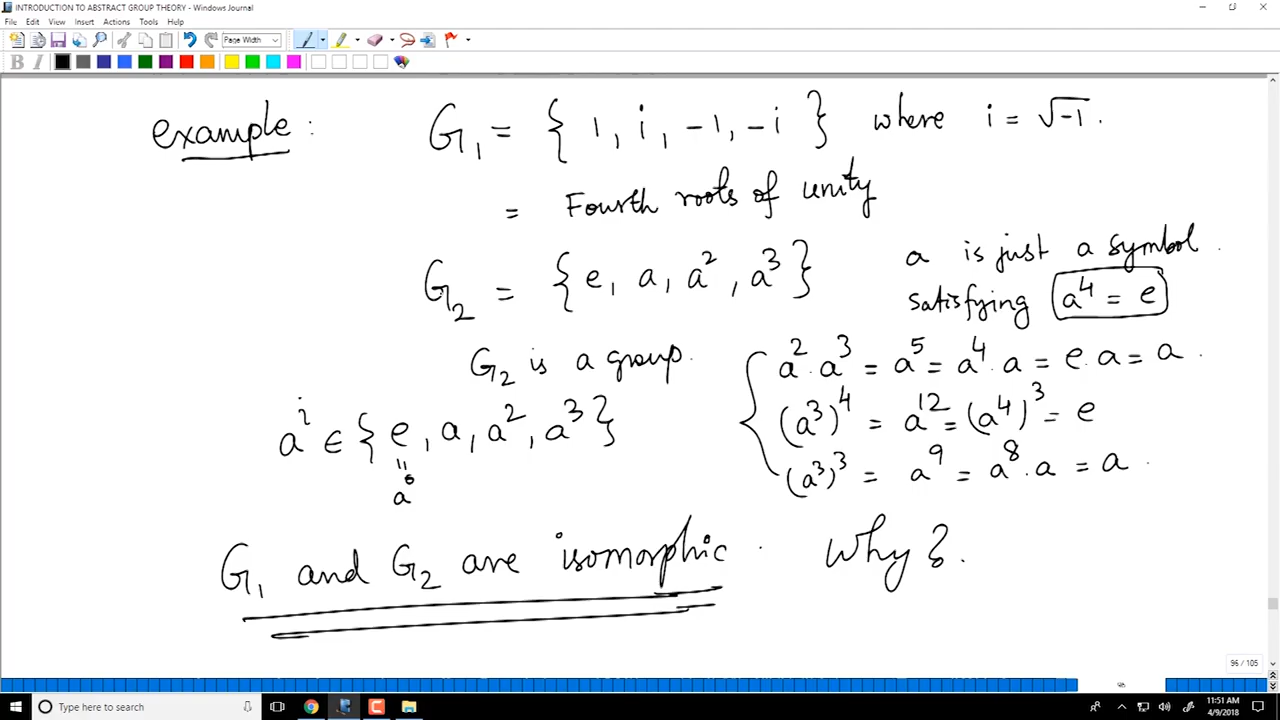 INTRODUCTION TO ABSTRACT GROUP THEORY - Windows Journal
File Edit View Insert Actions Tools Help
Page Width
B I
example: G₁ = { 1, i, -1, -i } where i = √-1.
= Fourth roots of unity
G₂ = { e, a, a², a³ } a is just a symbol
satisfying a⁴ = e
G₂ is a group.
a² · a³ = a⁵ = a⁴ · a = e · a = a.
aⁱ ∈ { e, a, a², a³ }
(a³)⁴ = a¹² = (a⁴)³ = e
(a³)³ = a⁹ = a⁸ · a = a.
"
a⁰
G₁ and G₂ are isomorphic. Why?.
96 / 105
96
Type here to search
11:51 AM
4/9/2018